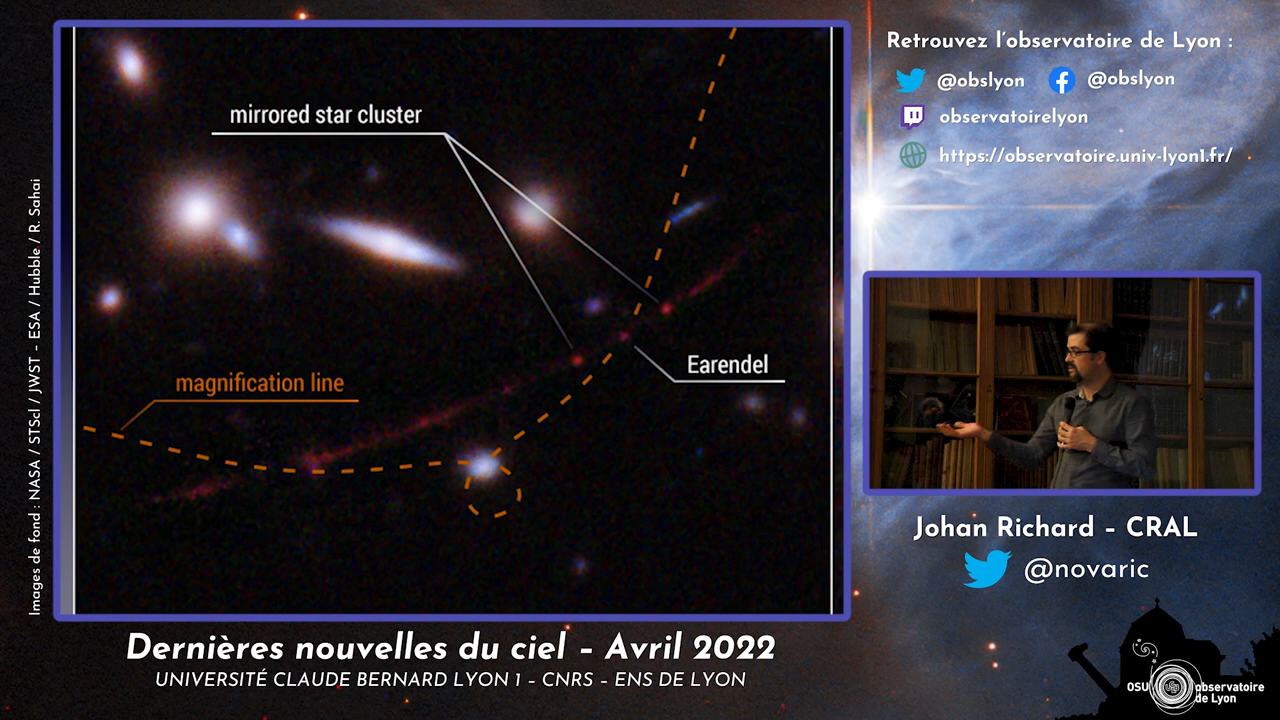 mirrored star cluster
magnification line
Earendel
Images de fond : NASA / STScI / JWST - ESA / Hubble / R. Sahai
Dernières nouvelles du ciel – Avril 2022
UNIVERSITÉ CLAUDE BERNARD LYON 1 – CNRS – ENS DE LYON
Retrouvez l'observatoire de Lyon :
@obslyon @obslyon
observatoirelyon
https://observatoire.univ-lyon1.fr/
Johan Richard – CRAL
@novaric
OSU observatoire
de Lyon